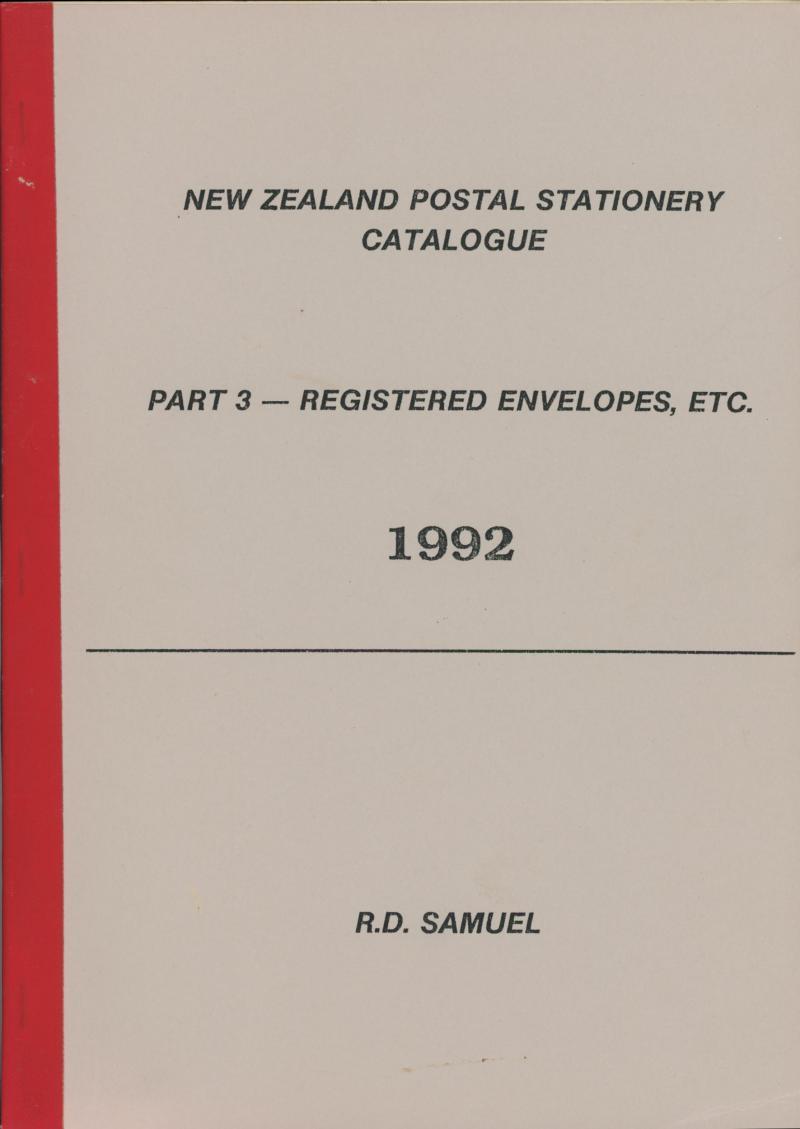 NEW ZEALAND POSTAL STATIONERY
CATALOGUE
PART 3 — REGISTERED ENVELOPES, ETC.
1992
R.D. SAMUEL